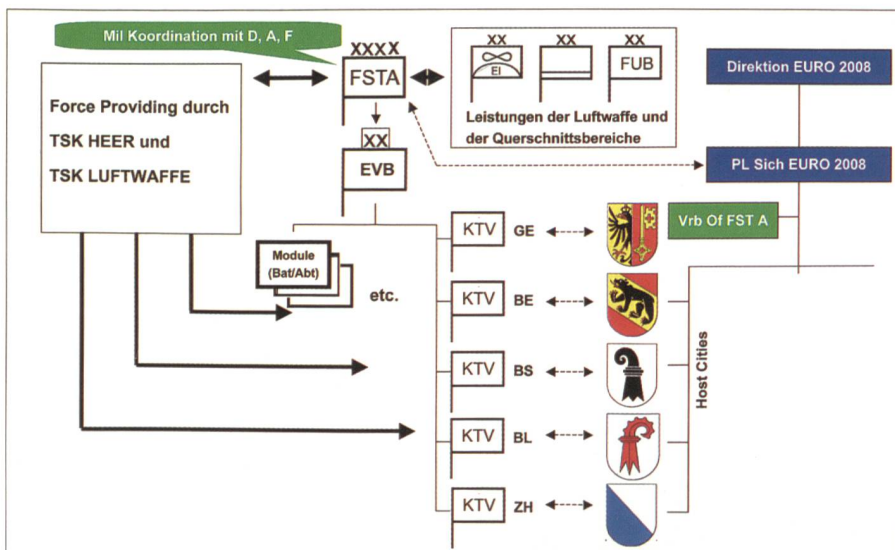 Mil Koordination mit D, A, F
XXXX
FSTA
XX
EI
XX
XX
FUB
Leistungen der Luftwaffe und
der Querschnittsbereiche
Direktion EURO 2008
PL Sich EURO 2008
Vrb Of FST A
Force Providing durch
TSK HEER und
TSK LUFTWAFFE
XX
EVB
Module
(Bat/Abt)
etc.
KTV GE
KTV BE
KTV BS
KTV BL
KTV ZH
Host Cities